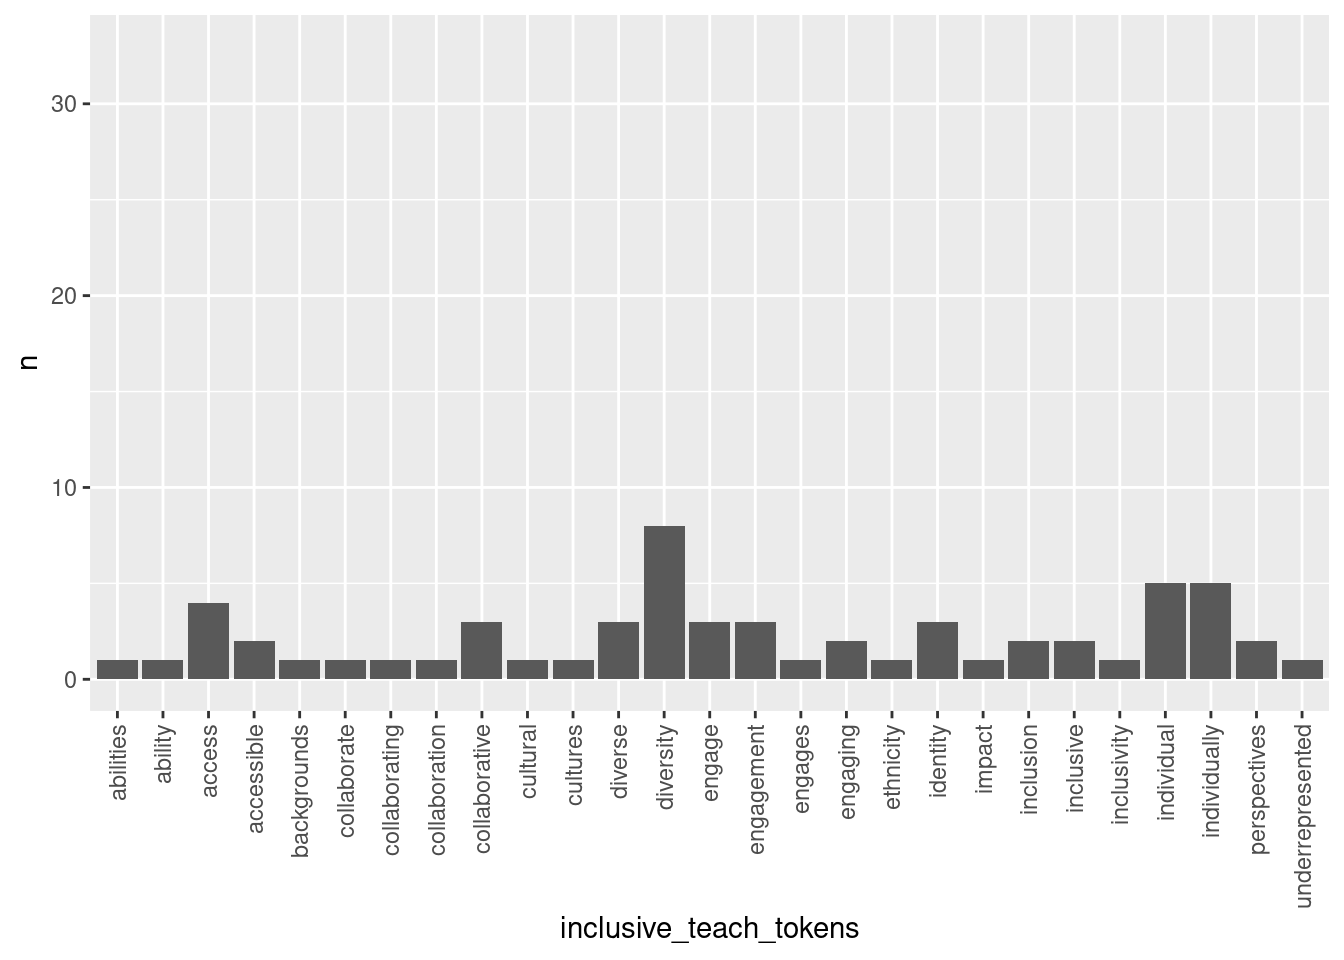 30
20
10
0
n
abilities
ability
access
accessible
backgrounds
collaborate
collaborating
collaboration
collaborative
cultural
cultures
diverse
diversity
engage
engagement
engages
engaging
ethnicity
identity
impact
inclusion
inclusive
inclusivity
individual
individually
perspectives
underrepresented
inclusive_teach_tokens